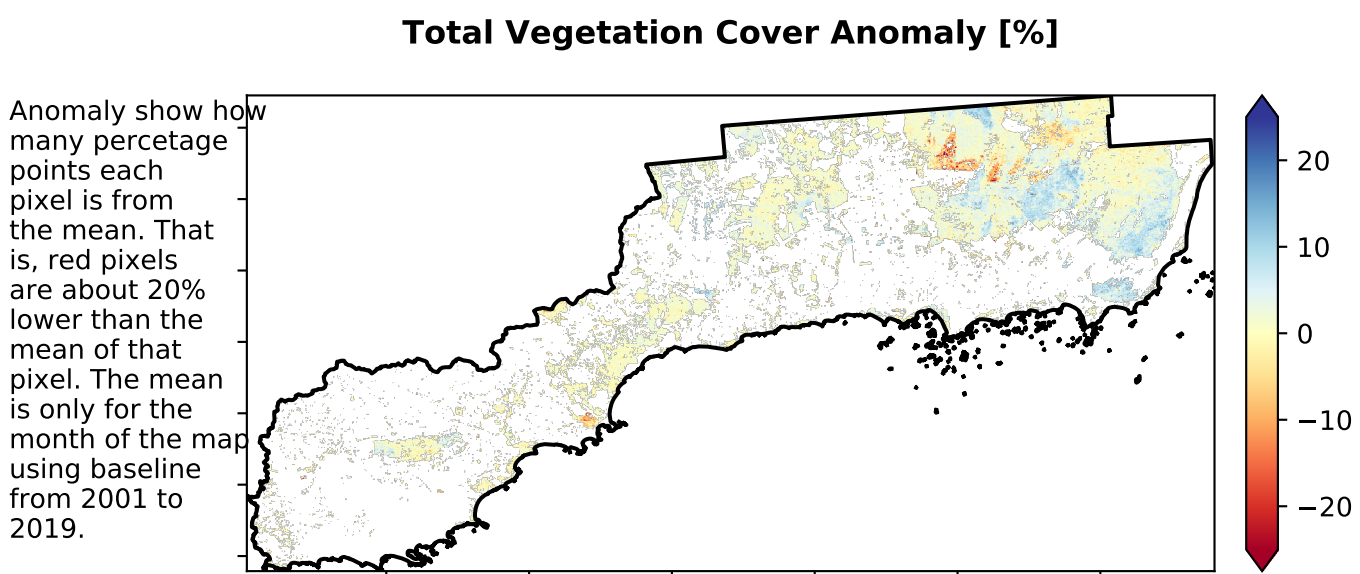 Total Vegetation Cover Anomaly [%]
Anomaly show how
many percetage
points each
pixel is from
the mean. That
is, red pixels
are about 20%
lower than the
mean of that
pixel. The mean
is only for the
month of the map
using baseline
from 2001 to
2019.
20
10
0
−10
−20